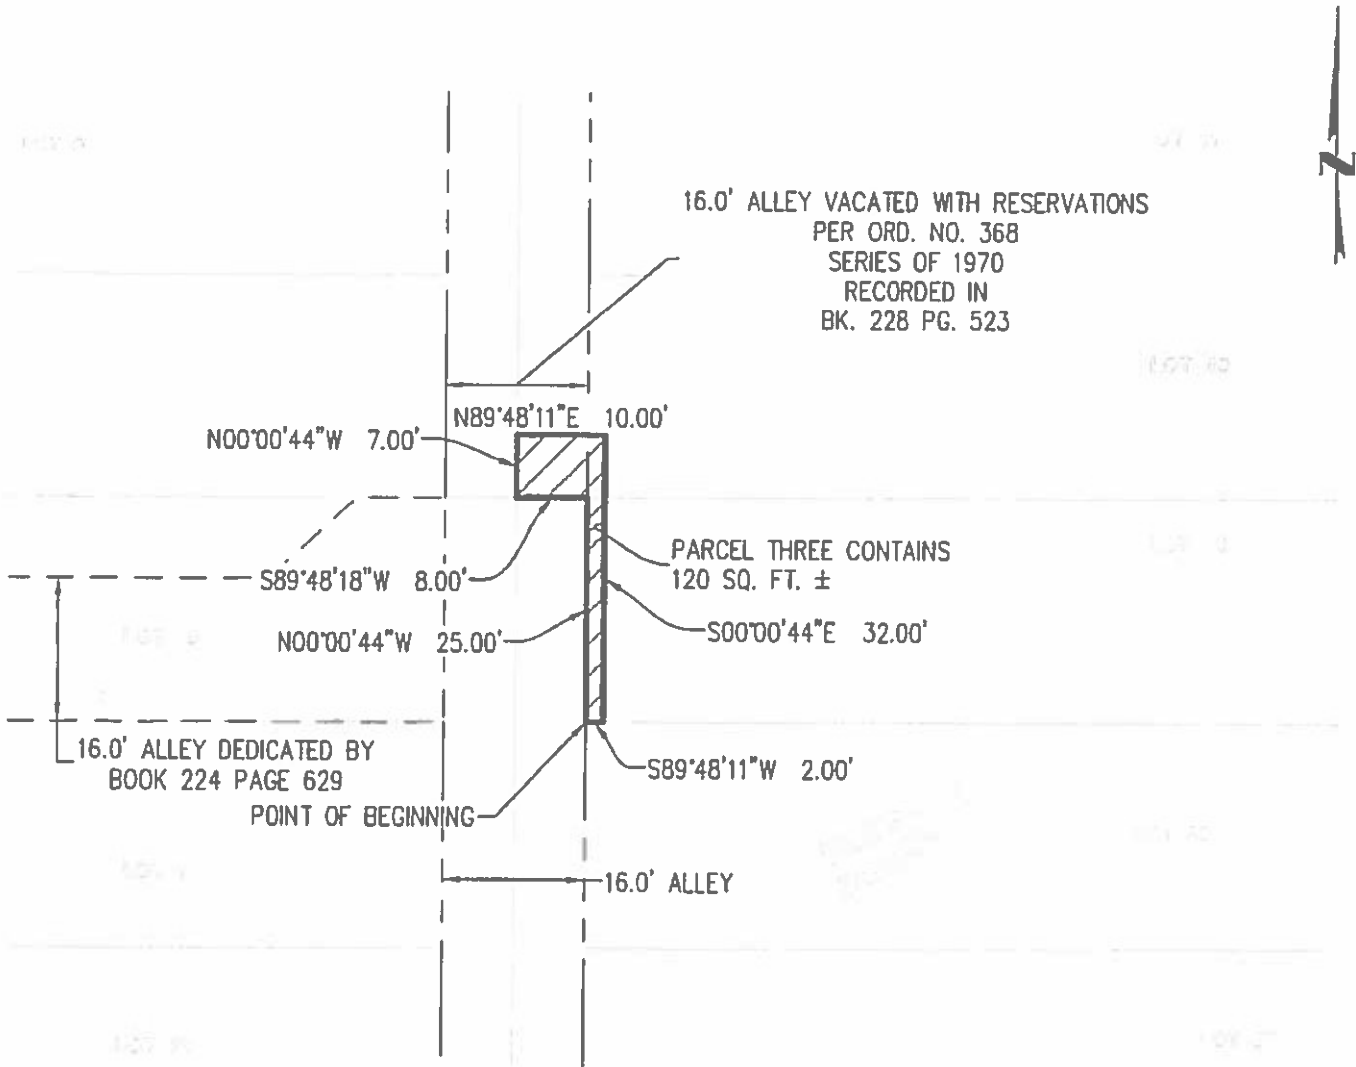 N
16.0' ALLEY VACATED WITH RESERVATIONS
PER ORD. NO. 368
SERIES OF 1970
RECORDED IN
BK. 228 PG. 523
N89°48'11"E 10.00'
N00°00'44"W 7.00'
PARCEL THREE CONTAINS
120 SQ. FT. ±
S89°48'18"W 8.00'
N00°00'44"W 25.00'
S00°00'44"E 32.00'
16.0' ALLEY DEDICATED BY
BOOK 224 PAGE 629
S89°48'11"W 2.00'
POINT OF BEGINNING
16.0' ALLEY